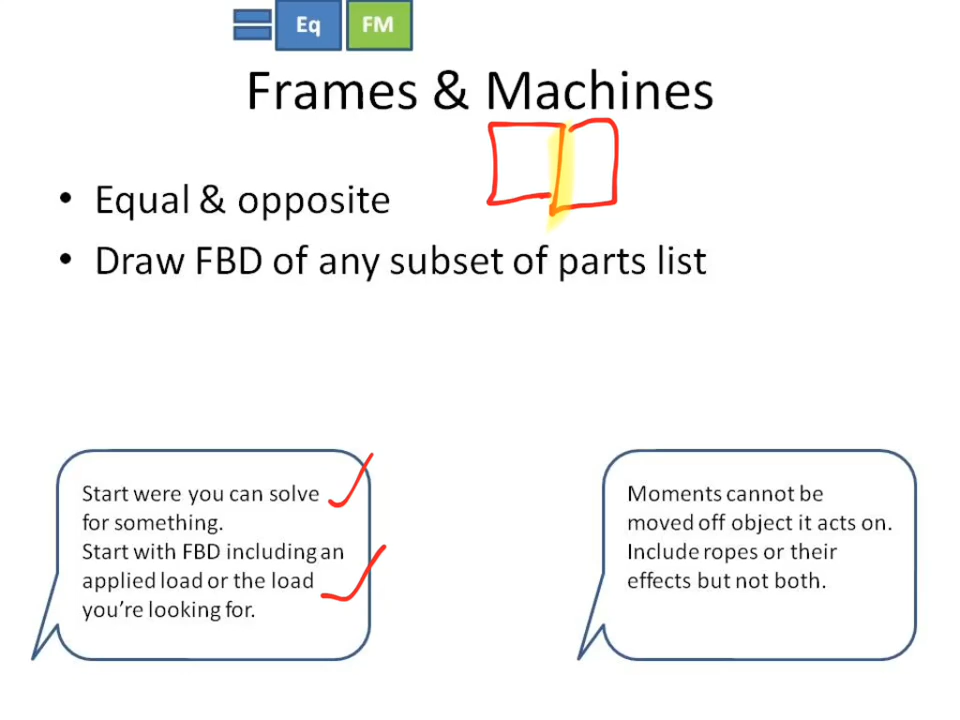 Eq FM
Frames & Machines
• Equal & opposite
• Draw FBD of any subset of parts list
Start were you can solve
for something.
Start with FBD including an
applied load or the load
you're looking for.
Moments cannot be
moved off object it acts on.
Include ropes or their
effects but not both.